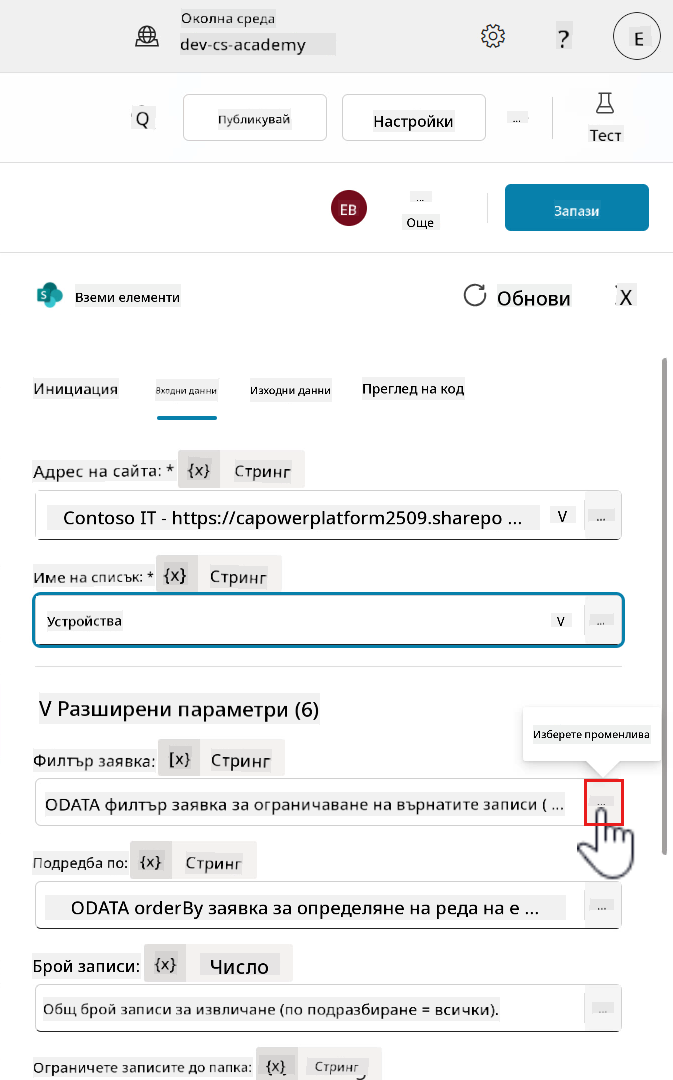 Околна среда
dev-cs-academy
?
E
Q
Публикувай
Настройки
...
Тест
EB
...
Още
Запази
Вземи елементи
Обнови
X
Инициация
Входни данни
Изходни данни
Преглед на код
Адрес на сайта: * {x} Стринг
Contoso IT - https://capowerplatform2509.sharepo ... V ...
Име на списък: * {x} Стринг
Устройства V ...
V Разширени параметри (6)
Изберете променлива
Филтър заявка: [x} Стринг
ODATA филтър заявка за ограничаване на върнатите записи ( ... ...
Подредба по: {x} Стринг
ODATA orderBy заявка за определяне на реда на е ... ...
Брой записи: {x} Число
Общ брой записи за извличане (по подразбиране = всички). ...
Ограничете записите до папка: {x} Стринг